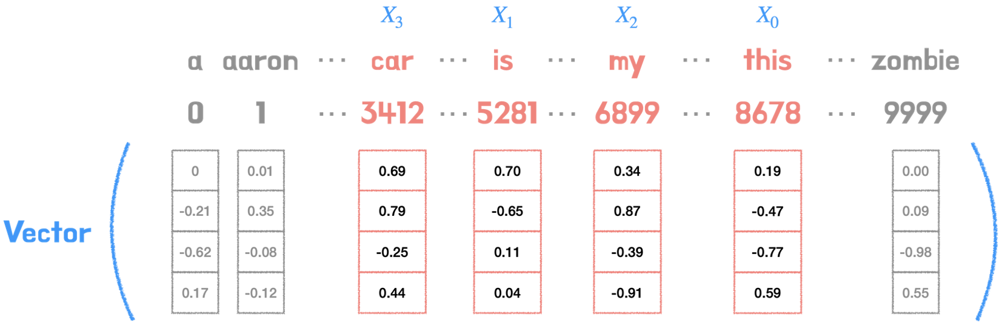 X3 X1 X2 X0
a aaron ··· car ··· is ··· my ··· this ··· zombie
0 1 ··· 3412 ··· 5281 ··· 6899 ··· 8678 ··· 9999
0 0.01 0.69 0.70 0.34 0.19 0.00
-0.21 0.35 0.79 -0.65 0.87 -0.47 0.09
Vector
-0.62 -0.08 -0.25 0.11 -0.39 -0.77 -0.98
0.17 -0.12 0.44 0.04 -0.91 0.59 0.55